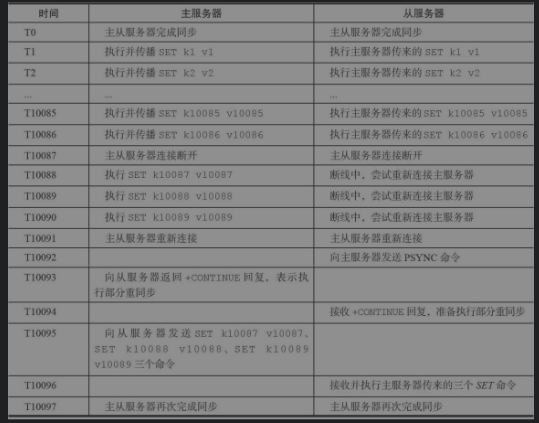 时间 主服务器 从服务器
T0 主从服务器完成同步 主从服务器完成同步
T1 执行并传播 SET k1 v1 执行主服务器传来的 SET k1 v1
T2 执行并传播 SET k2 v2 执行主服务器传来的 SET k2 v2
... ... ...
T10085 执行并传播 SET k10085 v10085 执行主服务器传来的 SET k10085 v10085
T10086 执行并传播 SET k10086 v10086 执行主服务器传来的 SET k10086 v10086
T10087 主从服务器连接断开 主从服务器连接断开
T10088 执行 SET k10087 v10087 断线中，尝试重新连接主服务器
T10089 执行 SET k10088 v10088 断线中，尝试重新连接主服务器
T10090 执行 SET k10089 v10089 断线中，尝试重新连接主服务器
T10091 主从服务器重新连接 主从服务器重新连接
T10092 向主服务器发送 PSYNC 命令
T10093 向从服务器返回 +CONTINUE 回复，表示执
行部分重同步
T10094 接收 +CONTINUE 回复，准备执行部分重同步
T10095 向从服务器发送 SET k10087 v10087、
SET k10088 v10088、SET k10089
v10089 三个命令
T10096 接收并执行主服务器传来的三个 SET 命令
T10097 主从服务器再次完成同步 主从服务器再次完成同步